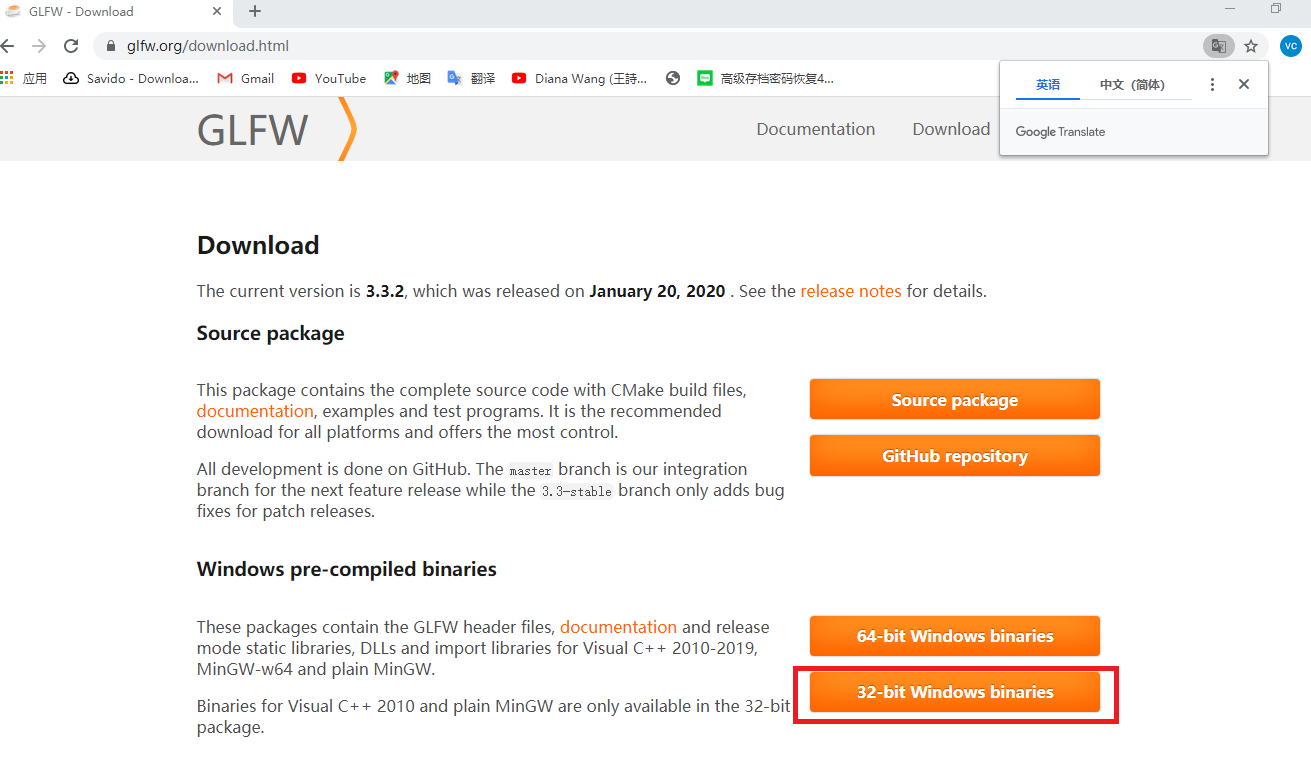 GLFW - Download
glfw.org/download.html
VC
应用
Savido - Downloa...
Gmail
YouTube
地图
翻译
Diana Wang (王詩...
高级存档密码恢复4...
英语
中文（简体）
Google Translate
GLFW
Documentation
Download
Download
The current version is 3.3.2, which was released on January 20, 2020 . See the release notes for details.
Source package
This package contains the complete source code with CMake build files,
documentation, examples and test programs. It is the recommended
download for all platforms and offers the most control.
Source package
GitHub repository
All development is done on GitHub. The master branch is our integration
branch for the next feature release while the 3.3-stable branch only adds bug
fixes for patch releases.
Windows pre-compiled binaries
These packages contain the GLFW header files, documentation and release
mode static libraries, DLLs and import libraries for Visual C++ 2010-2019,
MinGW-w64 and plain MinGW.
64-bit Windows binaries
32-bit Windows binaries
Binaries for Visual C++ 2010 and plain MinGW are only available in the 32-bit
package.